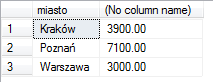 miasto (No column name)
1 Kraków 3900.00
2 Poznań 7100.00
3 Warszawa 3000.00